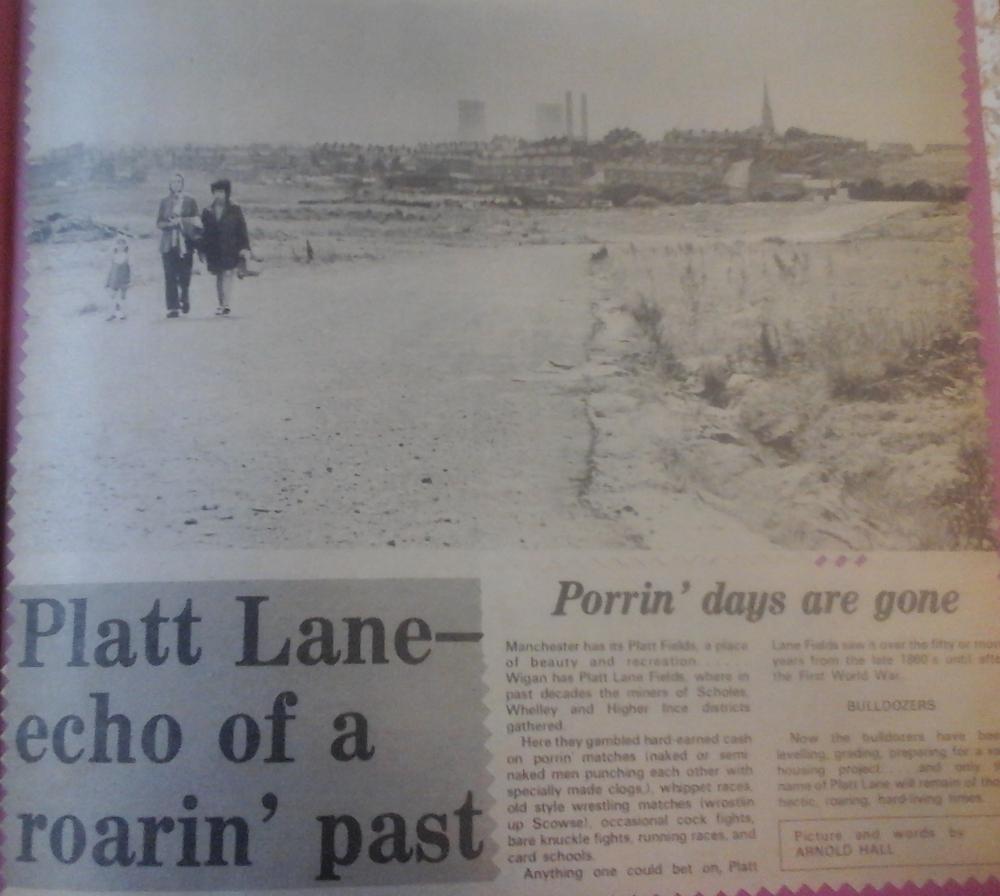 Platt Lane—
echo of a
roarin' past
Porrin' days are gone
Manchester has its Platt Fields, a place
of beauty and recreation . . . . .
Wigan has Platt Lane Fields, where in
past decades the miners of Scholes,
Whelley and Higher Ince districts
gathered.
Here they gambled hard-earned cash
on porrin matches (naked or semi
naked men punching each other with
specially made clogs,), whippet races,
old style wrestling matches (wrostlin
up Scowse), occasional cock fights,
bare knuckle fights, running races, and
card schools.
Anything one could bet on, Platt
Lane Fields saw it over the fifty or
years from the late 1860's until
the First World War.
BULLDOZERS
Now the bulldozers have
levelling, grading, preparing for a
housing project . . . and only
name of Platt Lane will remain of
hectic, roaring, hard-living times.
Picture and words by
ARNOLD HALL